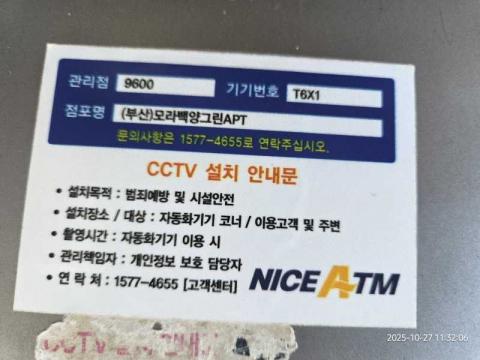 관리점 9600 기기번호 T6X1
점포명 (부산)모라백양그린APT
문의사항은 1577-4655로 연락주십시오.
CCTV 설치 안내문
• 설치목적 : 범죄예방 및 시설안전
• 설치장소 / 대상 : 자동화기기 코너 / 이용고객 및 주변
• 촬영시간 : 자동화기기 이용 시
• 관리책임자 : 개인정보 보호 담당자
• 연 락 처 : 1577-4655 [고객센터]
NICE ATM
CCTV
2025-10-27 11:32:06